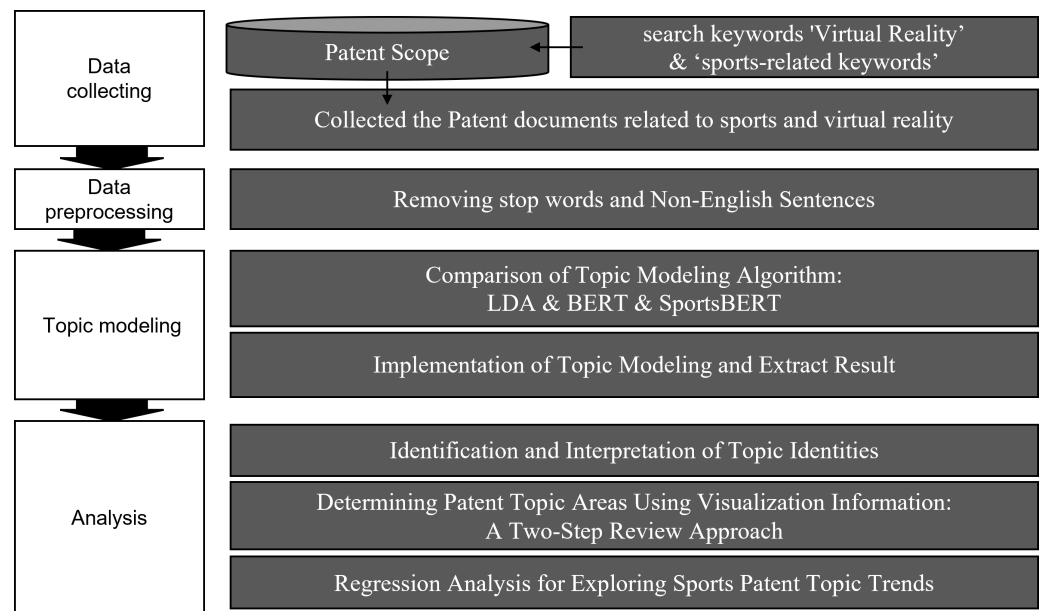 Data
collecting
Patent Scope
search keywords 'Virtual Reality’
& ‘sports-related keywords’
Collected the Patent documents related to sports and virtual reality
Data
preprocessing
Removing stop words and Non-English Sentences
Topic modeling
Comparison of Topic Modeling Algorithm:
LDA & BERT & SportsBERT
Implementation of Topic Modeling and Extract Result
Analysis
Identification and Interpretation of Topic Identities
Determining Patent Topic Areas Using Visualization Information:
A Two-Step Review Approach
Regression Analysis for Exploring Sports Patent Topic Trends